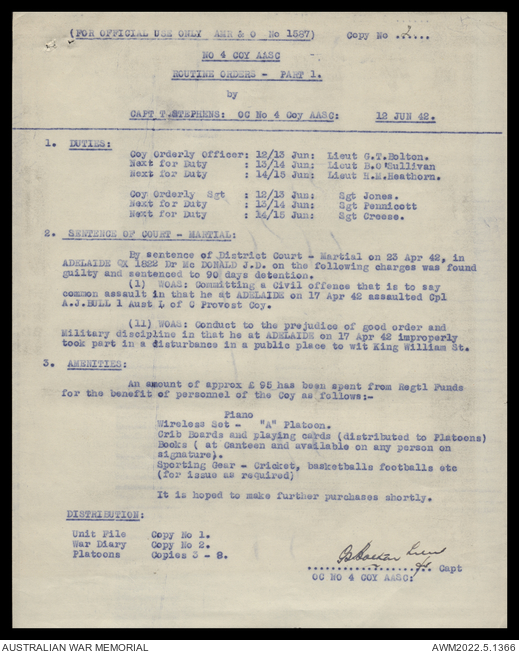 (FOR OFFICIAL USE ONLY AMR & O No 1587) Copy No ..2....
NO 4 COY AASC
ROUTINE ORDERS - PART 1.
by
CAPT T.STEPHENS: OC No 4 Coy AASC: 12 JUN 42.
1. DUTIES:
Coy Orderly Officer: 12/13 Jun: Lieut G.T.Bolton.
Next for Duty : 13/14 Jun: Lieut B.O'Sullivan
Next for Duty : 14/15 Jun: Lieut H.M.Heathorn.
Coy Orderly Sgt : 12/13 Jun: Sgt Jones.
Next for Duty : 13/14 Jun: Sgt Pennicott
Next for Duty : 14/15 Jun: Sgt Creese.
2. SENTENCE OF COURT - MARTIAL:
By sentence of District Court - Martial on 23 Apr 42, in
ADELAIDE QX 1822 Dr Mc DONALD J.D. on the following charges was found
guilty and sentenced to 90 days detention.
(1) WOAS: Committing a Civil offence that is to say
common assault in that he at ADELAIDE on 17 Apr 42 assaulted Cpl
A.J.BULL 1 Aust L of C Provost Coy.
(11) WOAS: Conduct to the prejudice of good order and
Military discipline in that he at ADELAIDE on 17 Apr 42 improperly
took part in a disturbance in a public place to wit King William St.
3. AMENITIES:
An amount of approx £ 95 has been spent from Regtl Funds
for the benefit of personnel of the Coy as follows:-
Piano
Wireless Set - "A" Platoon.
Crib Boards and playing cards (distributed to Platoons)
Books ( at Canteen and available on any person on
signature).
Sporting Gear - Cricket, basketballs footballs etc
(for issue as required)
It is hoped to make further purchases shortly.
DISTRIBUTION:
Unit File Copy No 1.
War Diary Copy No 2.
Platoons Copies 3 - 8.
Capt
OC NO 4 COY AASC:
AUSTRALIAN WAR MEMORIAL AWM2022.5.1366